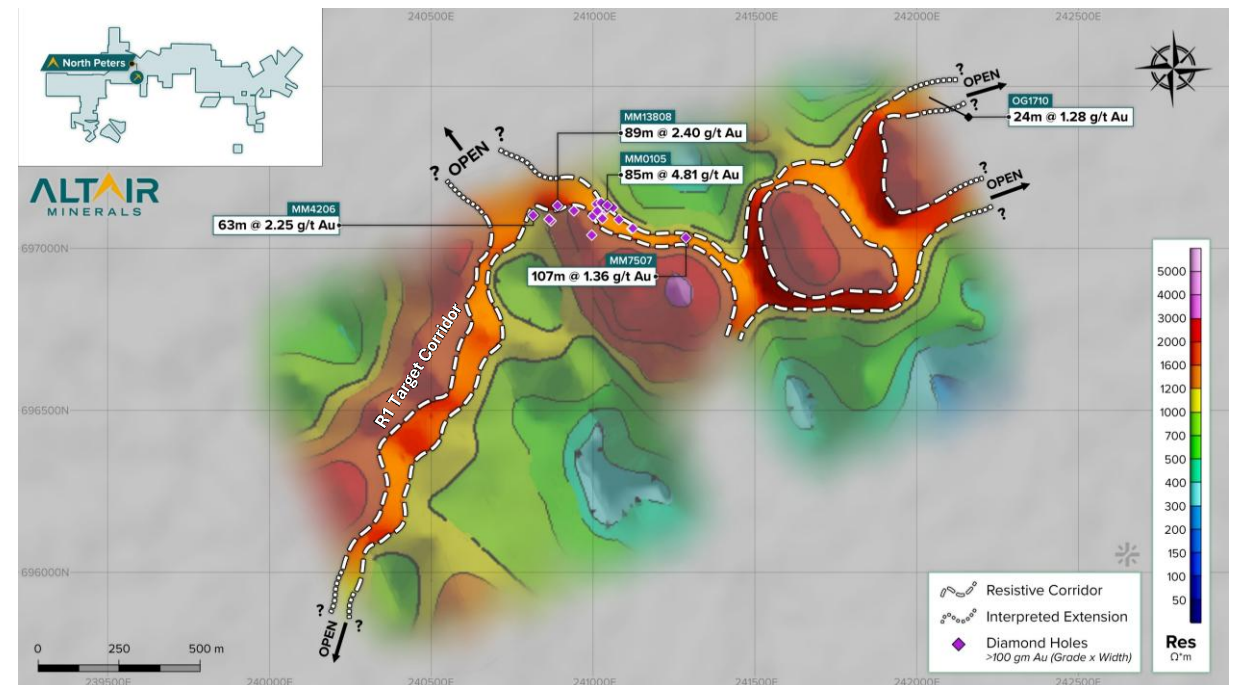 240500E 241000E 241500E 242000E 242500E
North Peters
ALTAIR
MINERALS
?
OPEN
?
OG1710
24m @ 1.28 g/t Au
MM13808
89m @ 2.40 g/t Au
MM0105
85m @ 4.81 g/t Au
?
OPEN
?
?
OPEN
?
MM4206
63m @ 2.25 g/t Au
MM7507
107m @ 1.36 g/t Au
697000N
R1 Target Corridor
696500N
696000N
?
?
OPEN
5000
4000
3000
2000
1600
1200
1000
700
500
400
300
200
150
100
50
Res
Ω*m
Resistive Corridor
Interpreted Extension
Diamond Holes
>100 gm Au (Grade x Width)
0 250 500 m
239500E 240000E 240500E 241000E 241500E 242000E 242500E